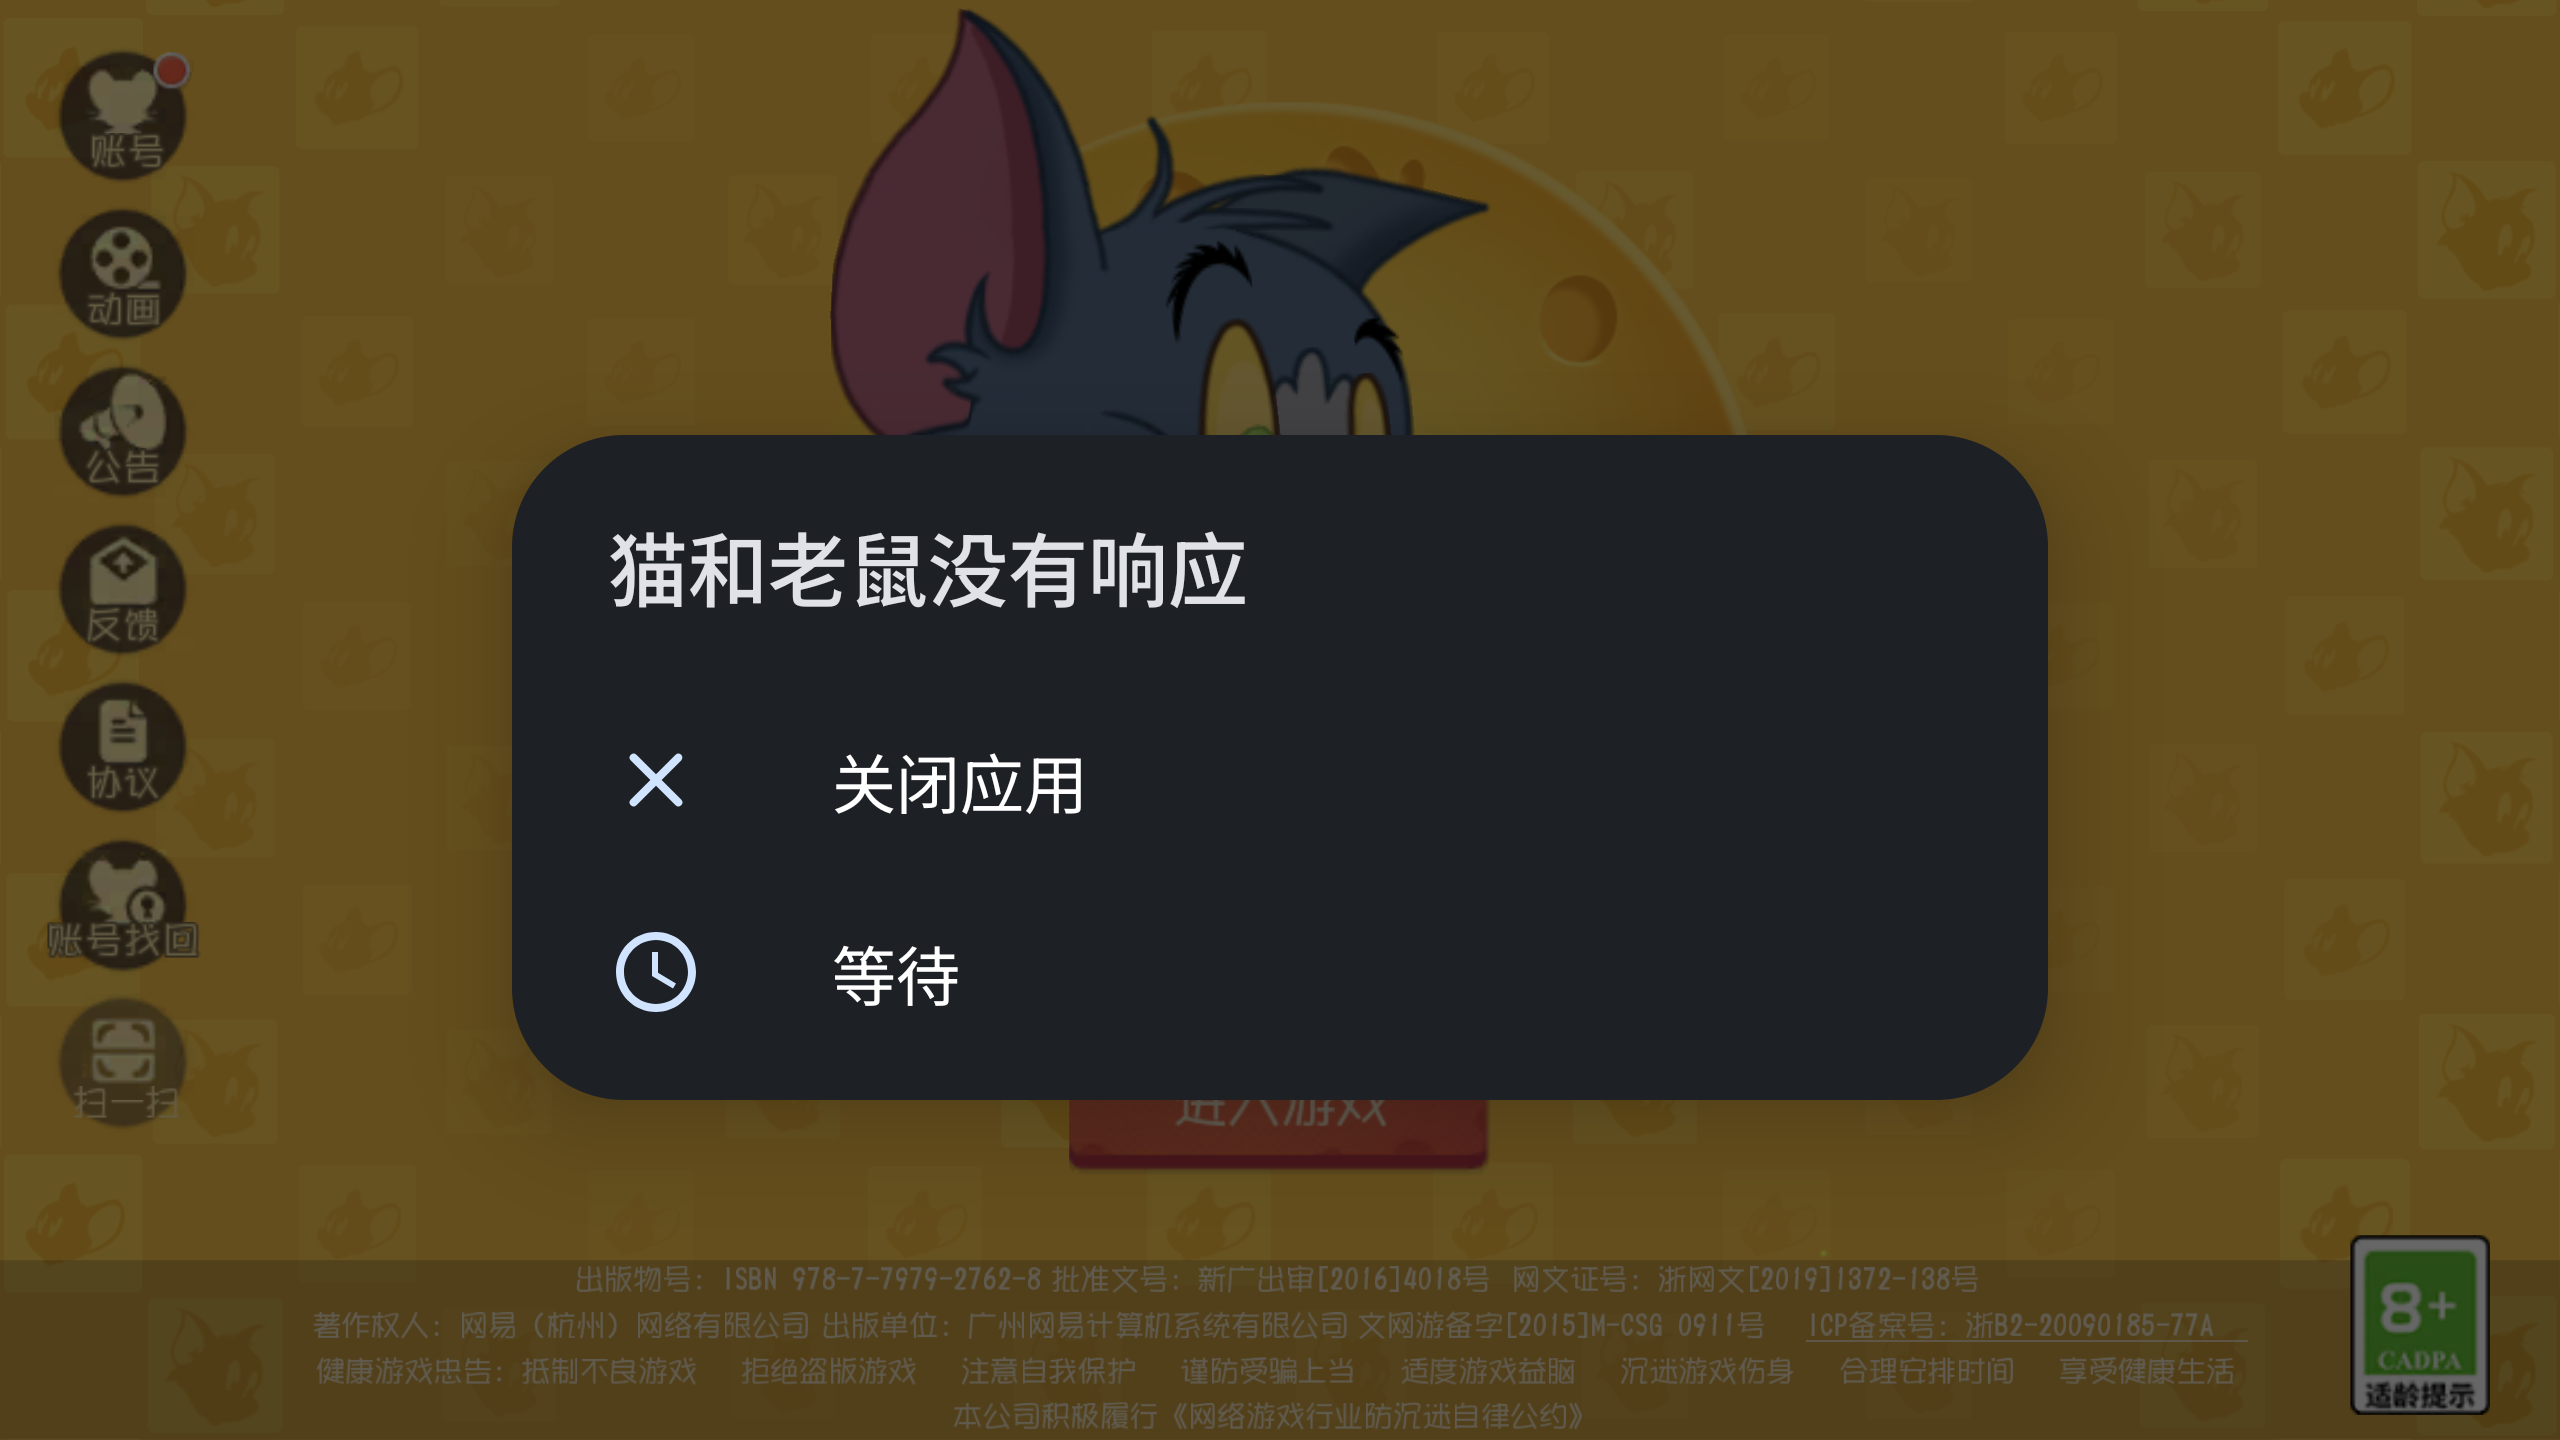 账号
动画
公告
反馈
协议
账号找回
扫一扫
猫和老鼠没有响应
关闭应用
等待
进入游戏
出版物号：ISBN 978-7-7979-2762-8 批准文号：新广出审[2016]4018号 网文证号：浙网文[2019]1372-138号
著作权人：网易（杭州）网络有限公司 出版单位：广州网易计算机系统有限公司 文网游备字[2015]M-CSG 0911号 ICP备案号：浙B2-20090185-77A
健康游戏忠告：抵制不良游戏 拒绝盗版游戏 注意自我保护 谨防受骗上当 适度游戏益脑 沉迷游戏伤身 合理安排时间 享受健康生活
本公司积极履行《网络游戏行业防沉迷自律公约》
8+
CADPA
适龄提示